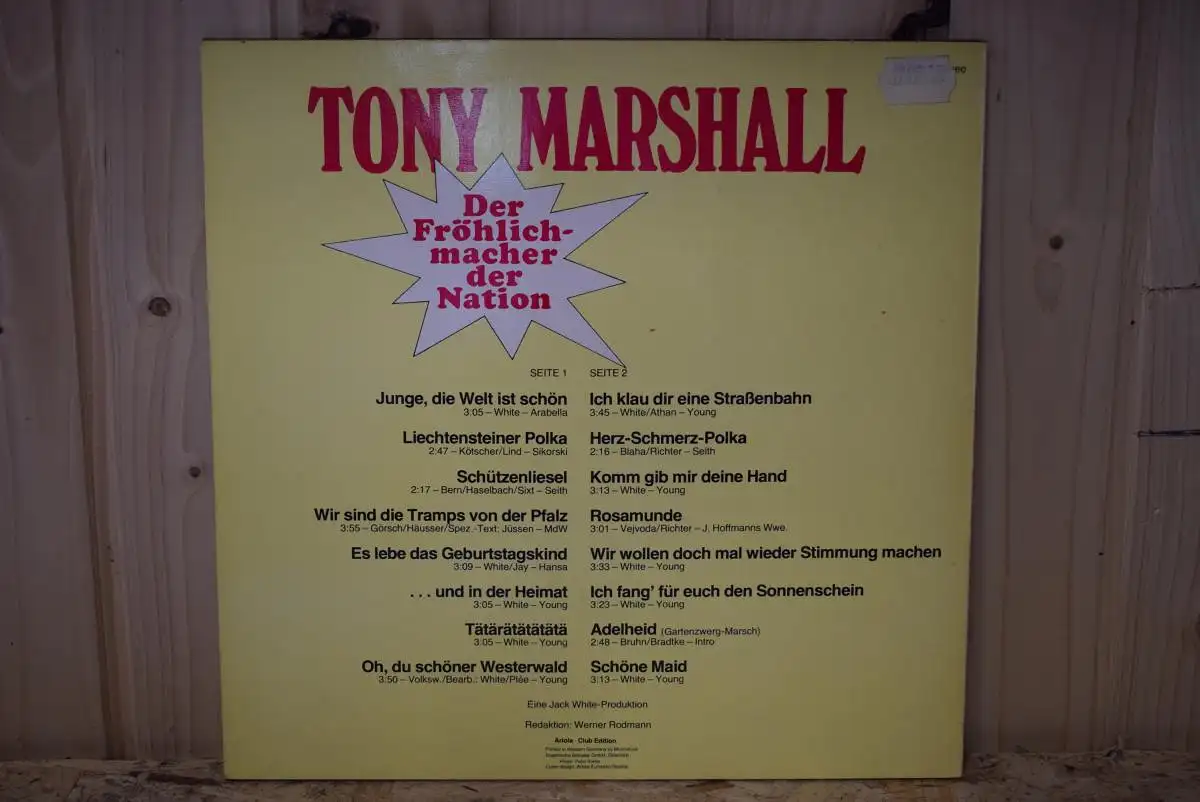 TONY MARSHALL
Der
Fröhlich-
macher
der
Nation
SEITE 1
Junge, die Welt ist schön
3:05 – White – Arabella
Liechtensteiner Polka
2:47 – Kötscher/Lind – Sikorski
Schützenliesel
2:17 – Bern/Haselbach/Sixt – Seith
Wir sind die Tramps von der Pfalz
3:55 – Görsch/Häusser/Spez.-Text: Jüssen – MdW
Es lebe das Geburtstagskind
3:09 – White/Jay – Hansa
. . . und in der Heimat
3:05 – White – Young
Tätärätätätätä
3:05 – White – Young
Oh, du schöner Westerwald
3:50 – Volksw./Bearb.: White/Plée – Young
SEITE 2
Ich klau dir eine Straßenbahn
3:45 – White/Athan – Young
Herz-Schmerz-Polka
2:16 – Blaha/Richter – Seith
Komm gib mir deine Hand
3:13 – White – Young
Rosamunde
3:01 – Vejvoda/Richter – J. Hoffmanns Wwe.
Wir wollen doch mal wieder Stimmung machen
3:33 – White – Young
Ich fang' für euch den Sonnenschein
3:23 – White – Young
Adelheid (Gartenzwerg-Marsch)
2:48 – Bruhn/Bradtke – Intro
Schöne Maid
3:13 – White – Young
Eine Jack White-Produktion
Redaktion: Werner Rodmann
Ariola Club Edition